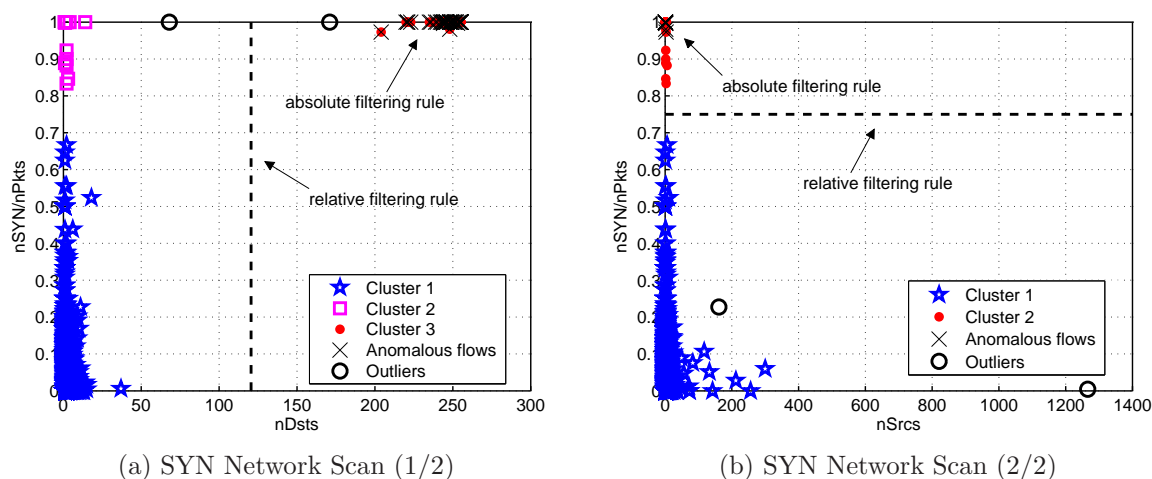 1
0.9
0.8
0.7
0.6
0.5
0.4
0.3
0.2
0.1
0
nSYN/nPkts
0 50 100 150 200 250 300
nDsts
absolute filtering rule
relative filtering rule
Cluster 1
Cluster 2
Cluster 3
Anomalous flows
Outliers
(a) SYN Network Scan (1/2)
1
0.9
0.8
0.7
0.6
0.5
0.4
0.3
0.2
0.1
0
nSYN/nPkts
0 200 400 600 800 1000 1200 1400
nSrcs
absolute filtering rule
relative filtering rule
Cluster 1
Cluster 2
Anomalous flows
Outliers
(b) SYN Network Scan (2/2)